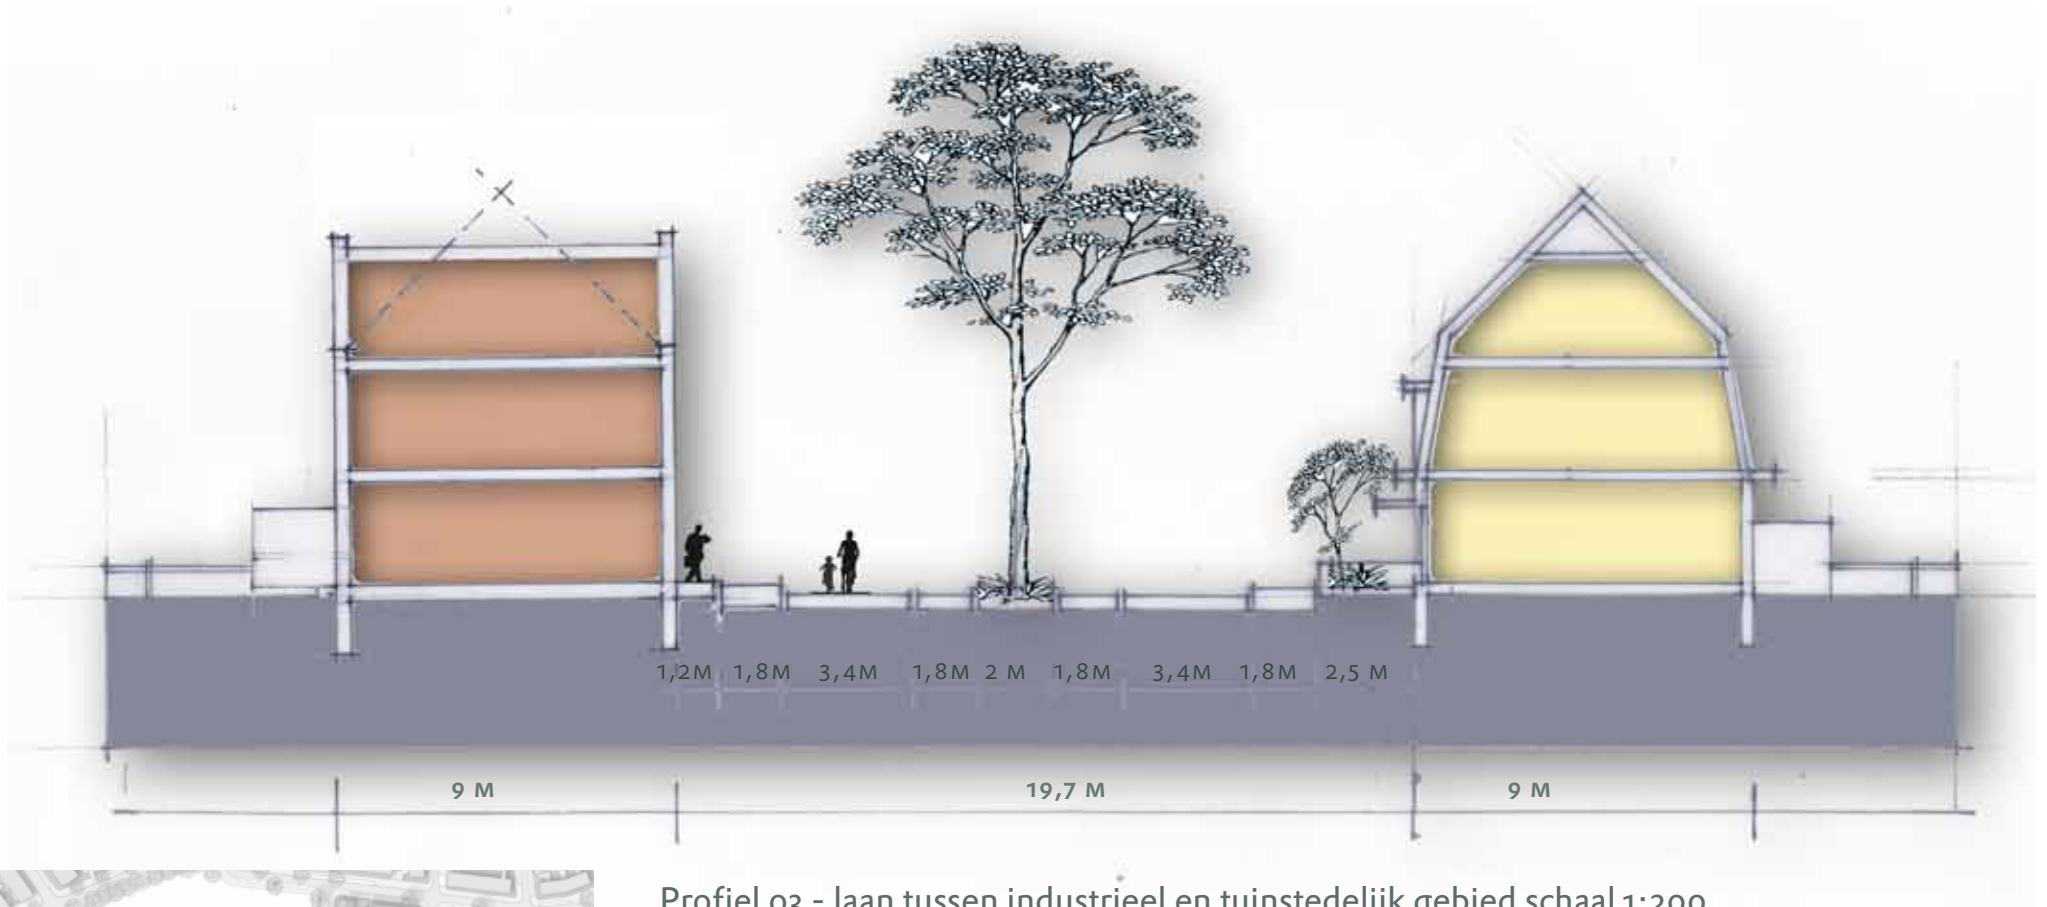 1,2M 1,8M 3,4M 1,8M 2 M 1,8M 3,4M 1,8M 2,5 M
9 M 19,7 M 9 M
Profiel 03 - laan tussen industrieel en tuinstedelijk gebied schaal 1:200